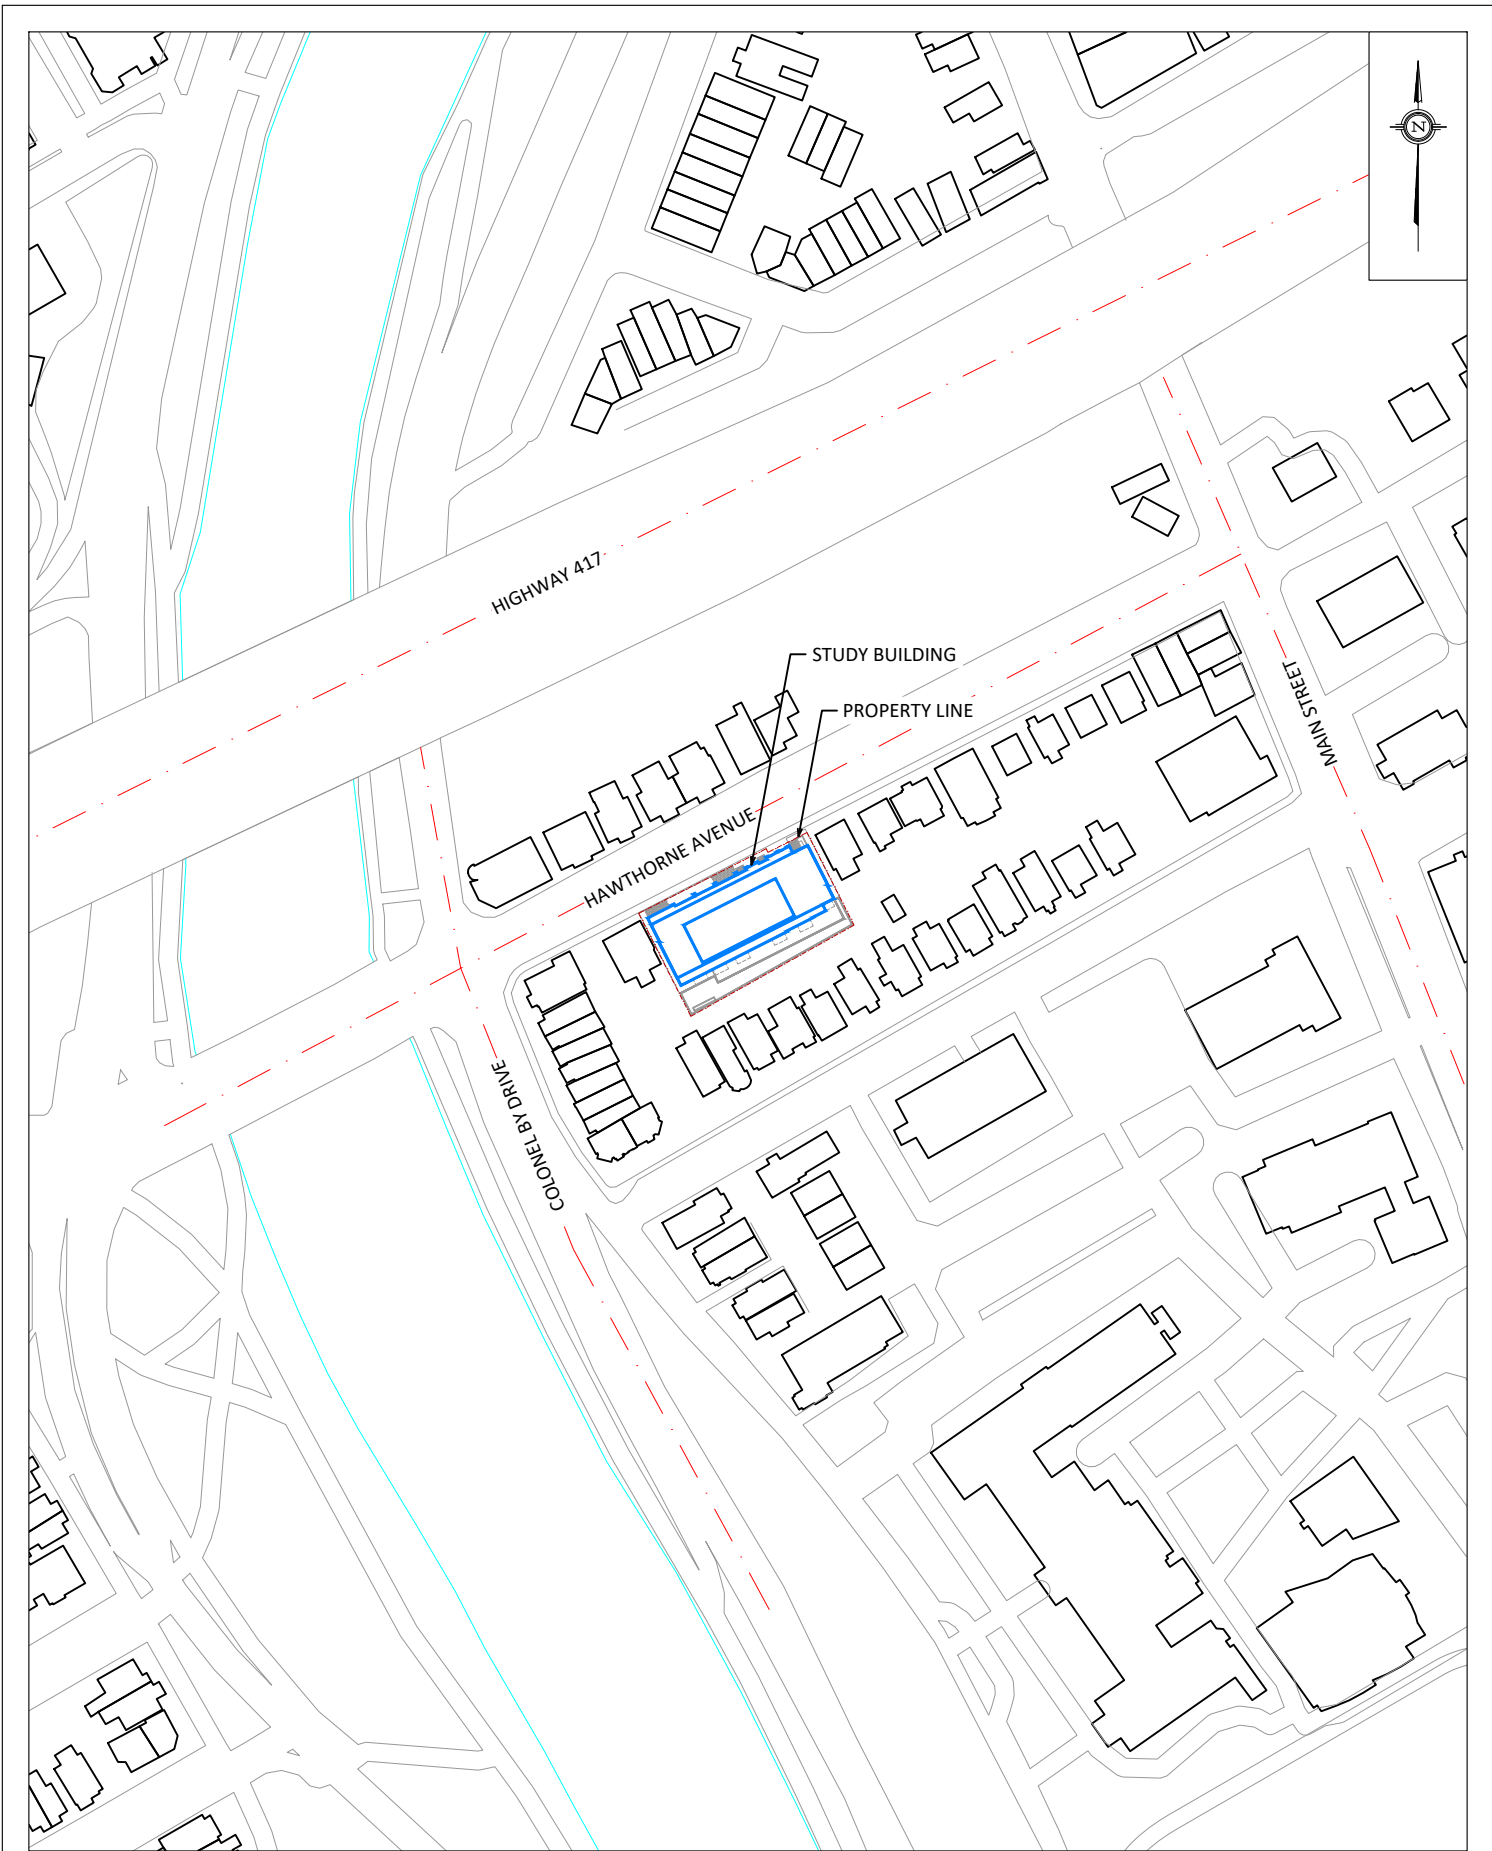 N
HIGHWAY 417
STUDY BUILDING
PROPERTY LINE
MAIN STREET
HAWTHORNE AVENUE
COLONEL BY DRIVE